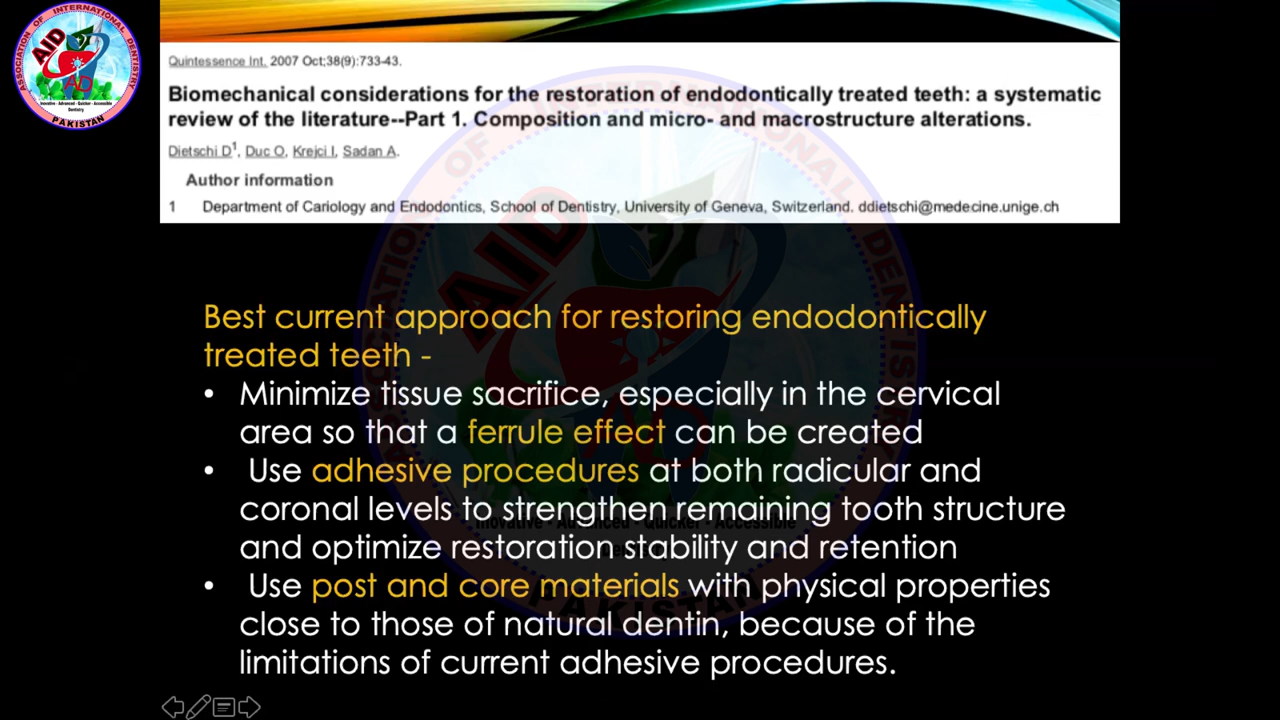 ASSOCIATION OF INTERNATIONAL DENTISTRY
AID
AD
Inovative - Advanced - Quicker - Accessible
Dentistry
PAKISTAN
Quintessence Int. 2007 Oct;38(9):733-43.
Biomechanical considerations for the restoration of endodontically treated teeth: a systematic
review of the literature--Part 1. Composition and micro- and macrostructure alterations.
Dietschi D1, Duc O, Krejci I, Sadan A.
Author information
1 Department of Cariology and Endodontics, School of Dentistry, University of Geneva, Switzerland. ddietschi@medecine.unige.ch
Best current approach for restoring endodontically
treated teeth -
• Minimize tissue sacrifice, especially in the cervical
area so that a ferrule effect can be created
• Use adhesive procedures at both radicular and
coronal levels to strengthen remaining tooth structure
and optimize restoration stability and retention
• Use post and core materials with physical properties
close to those of natural dentin, because of the
limitations of current adhesive procedures.